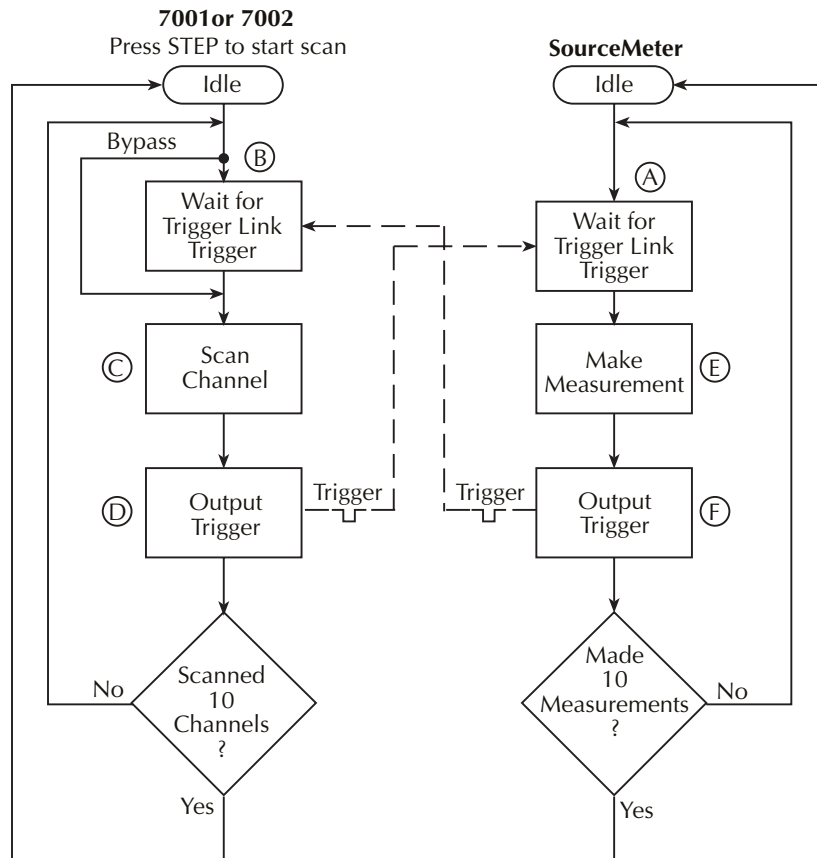 7001or 7002
Press STEP to start scan
Idle
Bypass
B
Wait for
Trigger Link
Trigger
C
Scan
Channel
D
Output
Trigger
Trigger
Scanned
10
Channels
?
No
Yes
SourceMeter
Idle
A
Wait for
Trigger Link
Trigger
Make
Measurement
E
Trigger
Output
Trigger
F
Made
10
Measurements
?
No
Yes